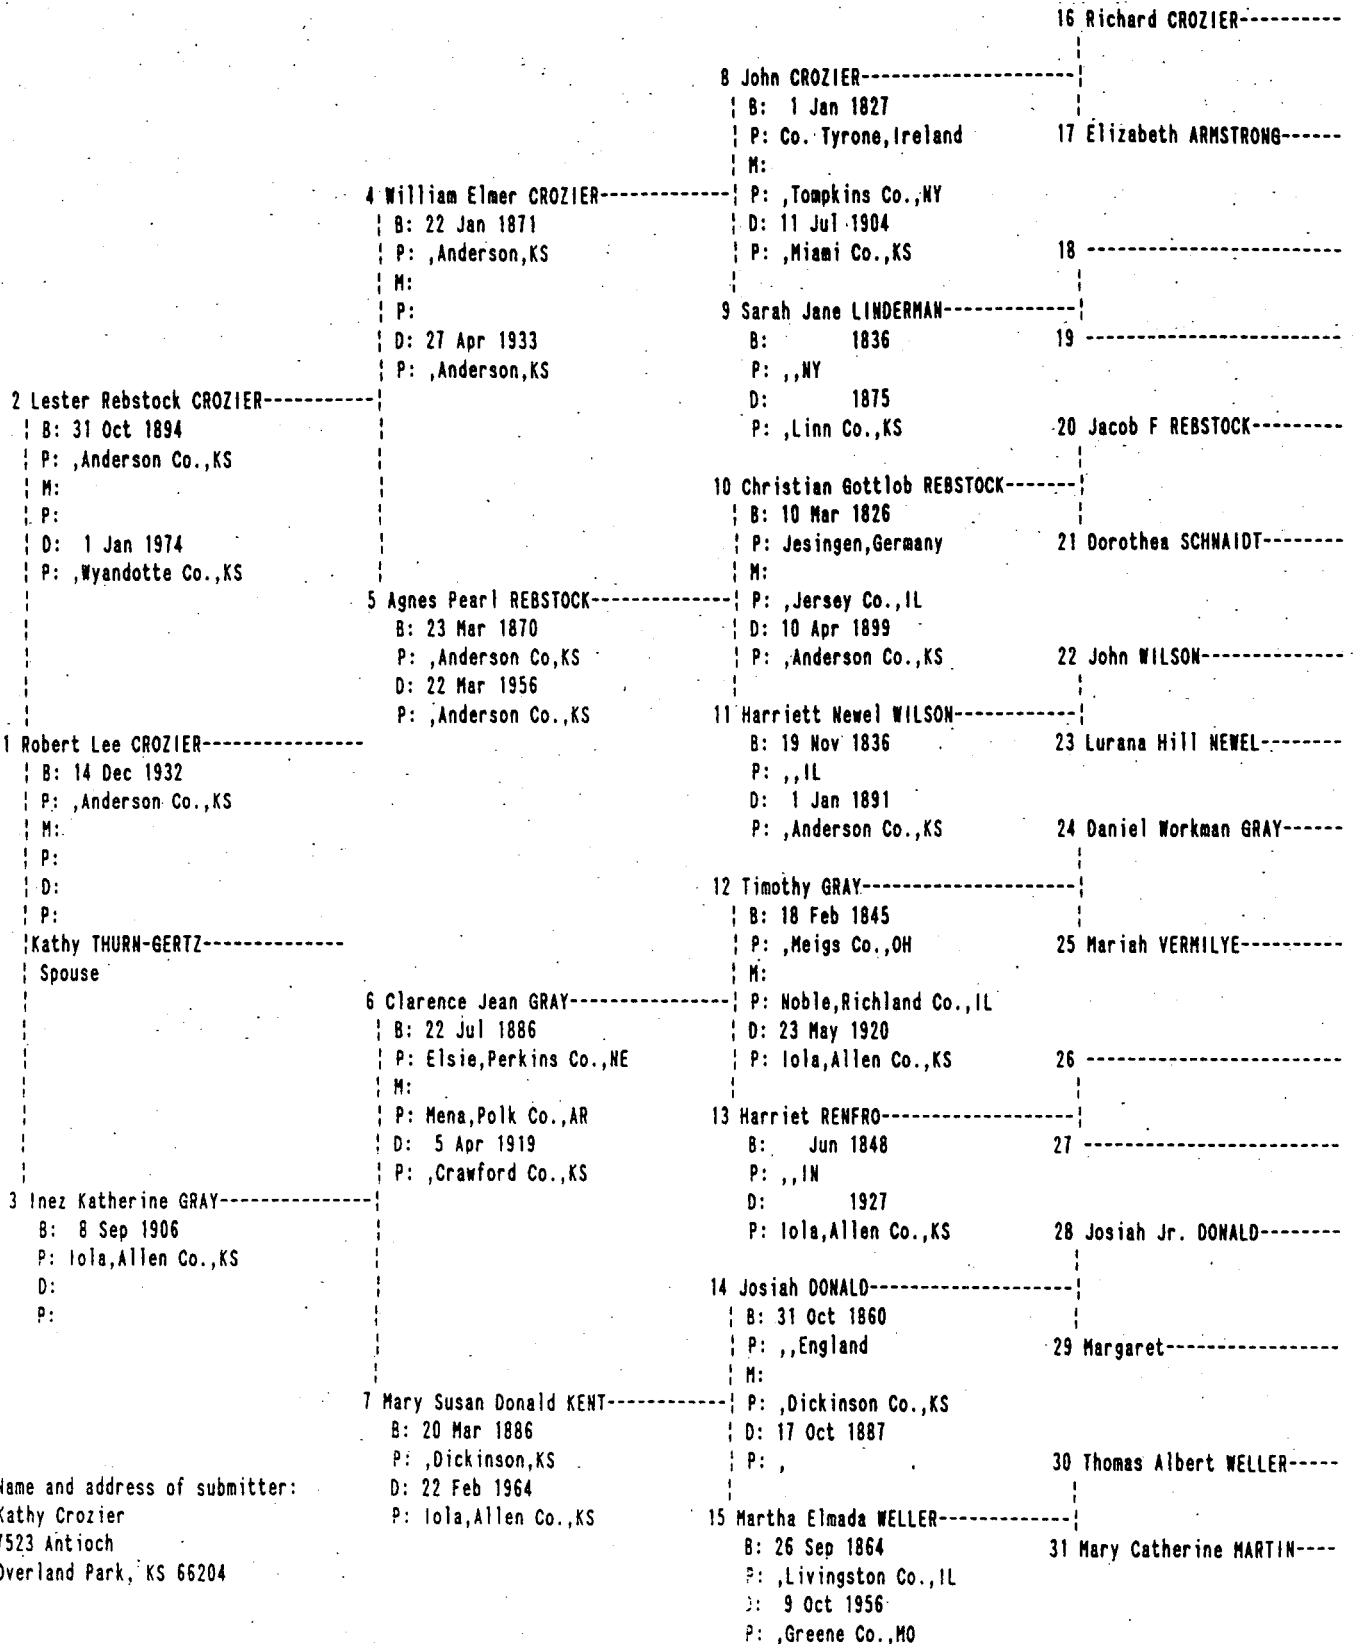 16 Richard CROZIER----------
8 John CROZIER--------------------
B: 1 Jan 1827
P: Co. Tyrone,Ireland
17 Elizabeth ARMSTRONG------
M:
4 William Elmer CROZIER-------------
P: ,Tompkins Co.,NY
B: 22 Jan 1871
D: 11 Jul 1904
P: ,Anderson,KS
P: ,Miami Co.,KS
18 ------------------------
M:
P:
9 Sarah Jane LINDERMAN------------
D: 27 Apr 1933
B: 1836
19 ------------------------
P: ,Anderson,KS
P: ,,NY
2 Lester Rebstock CROZIER-----------
D: 1875
B: 31 Oct 1894
P: ,Linn Co.,KS
20 Jacob F REBSTOCK---------
P: ,Anderson Co.,KS
M:
10 Christian Gottlob REBSTOCK-------
P:
B: 10 Mar 1826
D: 1 Jan 1974
P: Jesingen,Germany
21 Dorothea SCHNAIDT--------
P: ,Wyandotte Co.,KS
M:
5 Agnes Pearl REBSTOCK--------------
P: ,Jersey Co.,IL
B: 23 Mar 1870
D: 10 Apr 1899
P: ,Anderson Co,KS
P: ,Anderson Co.,KS
22 John WILSON--------------
D: 22 Mar 1956
P: ,Anderson Co.,KS
11 Harriett Newel WILSON-----------
1 Robert Lee CROZIER----------------
B: 19 Nov 1836
23 Lurana Hill NEWEL--------
B: 14 Dec 1932
P: ,,IL
P: ,Anderson Co.,KS
D: 1 Jan 1891
M:
P: ,Anderson Co.,KS
24 Daniel Workman GRAY------
P:
D:
12 Timothy GRAY--------------------
P:
B: 18 Feb 1845
Kathy THURN-GERTZ--------------
P: ,Meigs Co.,OH
25 Mariah VERMILYE----------
Spouse
M:
6 Clarence Jean GRAY----------------
P: Noble,Richland Co.,IL
B: 22 Jul 1886
D: 23 May 1920
P: Elsie,Perkins Co.,NE
P: Iola,Allen Co.,KS
26 ------------------------
M:
P: Mena,Polk Co.,AR
13 Harriet RENFRO------------------
D: 5 Apr 1919
B: Jun 1848
27 ------------------------
P: ,Crawford Co.,KS
P: ,,IN
3 Inez Katherine GRAY---------------
D: 1927
B: 8 Sep 1906
P: Iola,Allen Co.,KS
28 Josiah Jr. DONALD--------
P: Iola,Allen Co.,KS
D:
14 Josiah DONALD-------------------
P:
B: 31 Oct 1860
P: ,,England
29 Margaret-----------------
M:
7 Mary Susan Donald KENT------------
P: ,Dickinson Co.,KS
B: 20 Mar 1886
D: 17 Oct 1887
P: ,Dickinson,KS
P: ,
30 Thomas Albert WELLER-----
Name and address of submitter:
D: 22 Feb 1964
Kathy Crozier
P: Iola,Allen Co.,KS
15 Martha Elmada WELLER-------------
7523 Antioch
B: 26 Sep 1864
31 Mary Catherine MARTIN----
Overland Park, KS 66204
P: ,Livingston Co.,IL
D: 9 Oct 1956
P: ,Greene Co.,MO